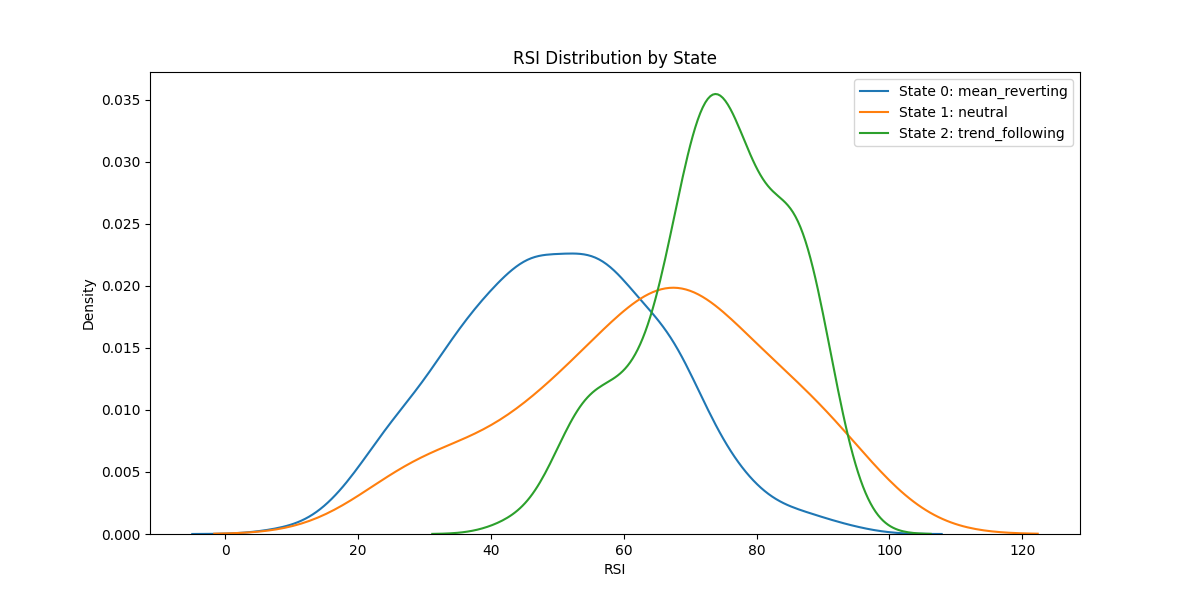 RSI Distribution by State
State 0: mean_reverting
State 1: neutral
State 2: trend_following
0.035
0.030
0.025
0.020
0.015
0.010
0.005
0.000
Density
0
20
40
60
80
100
120
RSI